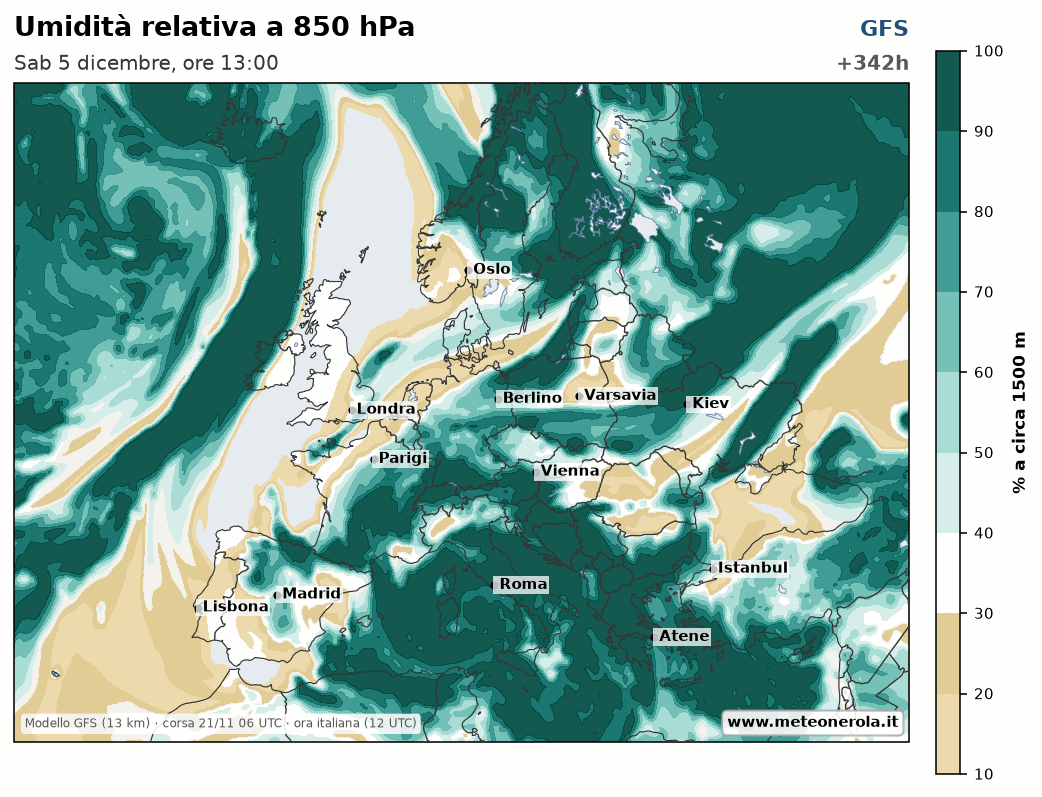 Umidità relativa a 850 hPa
GFS
Sab 5 dicembre, ore 13:00
+342h
100
90
80
70
60
50
40
30
20
10
% a circa 1500 m
Oslo
Berlino
Varsavia
Kiev
Londra
Parigi
Vienna
Istanbul
Roma
Madrid
Lisbona
Atene
Modello GFS (13 km) · corsa 21/11 06 UTC · ora italiana (12 UTC)
www.meteonerola.it